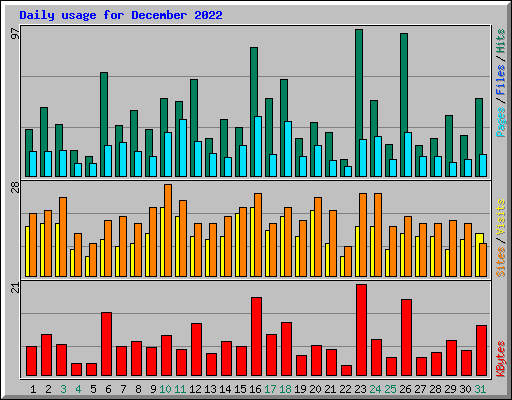 Daily usage for December 2022
97
Pages / Files / Hits
28
Sites / Visits
21
KBytes
1 2 3 4 5 6 7 8 9 10 11 12 13 14 15 16 17 18 19 20 21 22 23 24 25 26 27 28 29 30 31